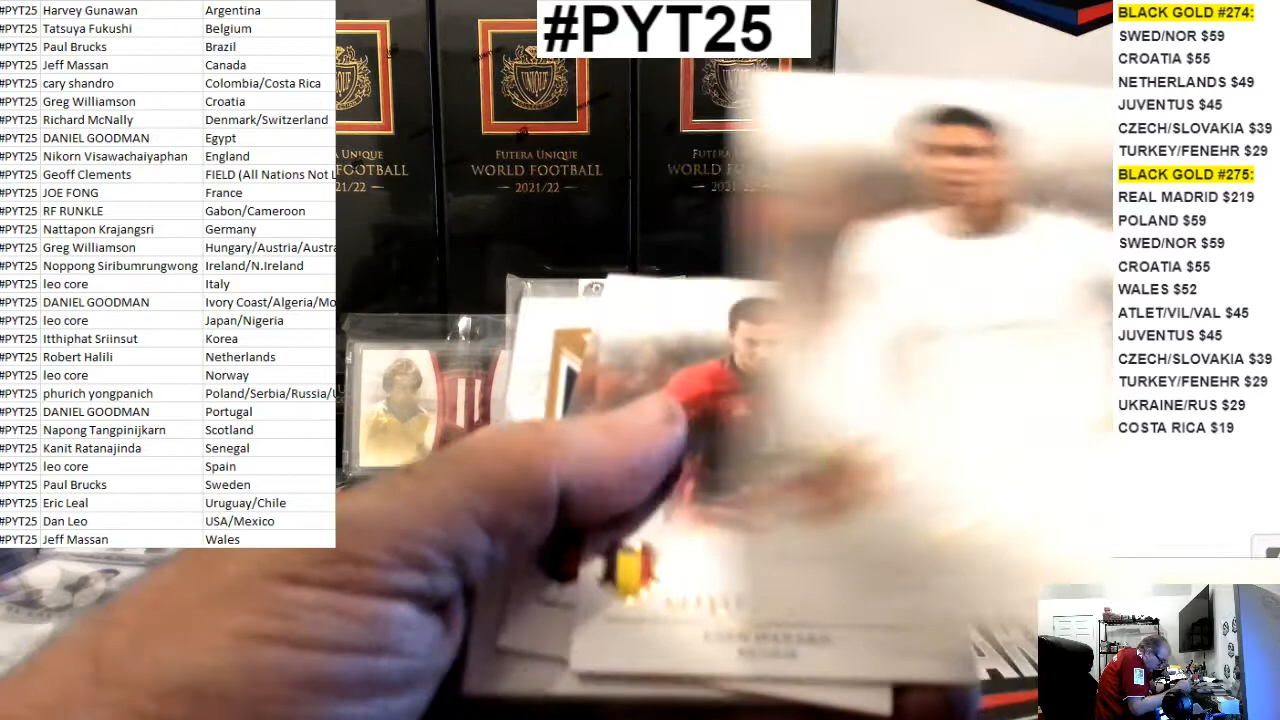 #PYT25 Harvey Gunawan Argentina
#PYT25 Tatsuya Fukushi Belgium
#PYT25 Paul Brucks Brazil
#PYT25 Jeff Massan Canada
#PYT25 cary shandro Colombia/Costa Rica
#PYT25 Greg Williamson Croatia
#PYT25 Richard McNally Denmark/Switzerland
#PYT25 DANIEL GOODMAN Egypt
#PYT25 Nikorn Visawachaiyaphan England
#PYT25 Geoff Clements FIELD (All Nations Not L
#PYT25 JOE FONG France
#PYT25 RF RUNKLE Gabon/Cameroon
#PYT25 Nattapon Krajangsri Germany
#PYT25 Greg Williamson Hungary/Austria/Austra
#PYT25 Noppong Siribumrungwong Ireland/N.Ireland
#PYT25 leo core Italy
#PYT25 DANIEL GOODMAN Ivory Coast/Algeria/Mo
#PYT25 leo core Japan/Nigeria
#PYT25 Itthiphat Sriinsut Korea
#PYT25 Robert Halili Netherlands
#PYT25 leo core Norway
#PYT25 phurich yongpanich Poland/Serbia/Russia/U
#PYT25 DANIEL GOODMAN Portugal
#PYT25 Napong Tangpinijkarn Scotland
#PYT25 Kanit Ratanajinda Senegal
#PYT25 leo core Spain
#PYT25 Paul Brucks Sweden
#PYT25 Eric Leal Uruguay/Chile
#PYT25 Dan Leo USA/Mexico
#PYT25 Jeff Massan Wales
#PYT25
UNIQUE
FUTERA UNIQUE
WORLD FOOTBALL
2021/22
BLACK GOLD #274:
SWED/NOR $59
CROATIA $55
NETHERLANDS $49
JUVENTUS $45
CZECH/SLOVAKIA $39
TURKEY/FENEHR $29
BLACK GOLD #275:
REAL MADRID $219
POLAND $59
SWED/NOR $59
CROATIA $55
WALES $52
ATLET/VIL/VAL $45
JUVENTUS $45
CZECH/SLOVAKIA $39
TURKEY/FENEHR $29
UKRAINE/RUS $29
COSTA RICA $19